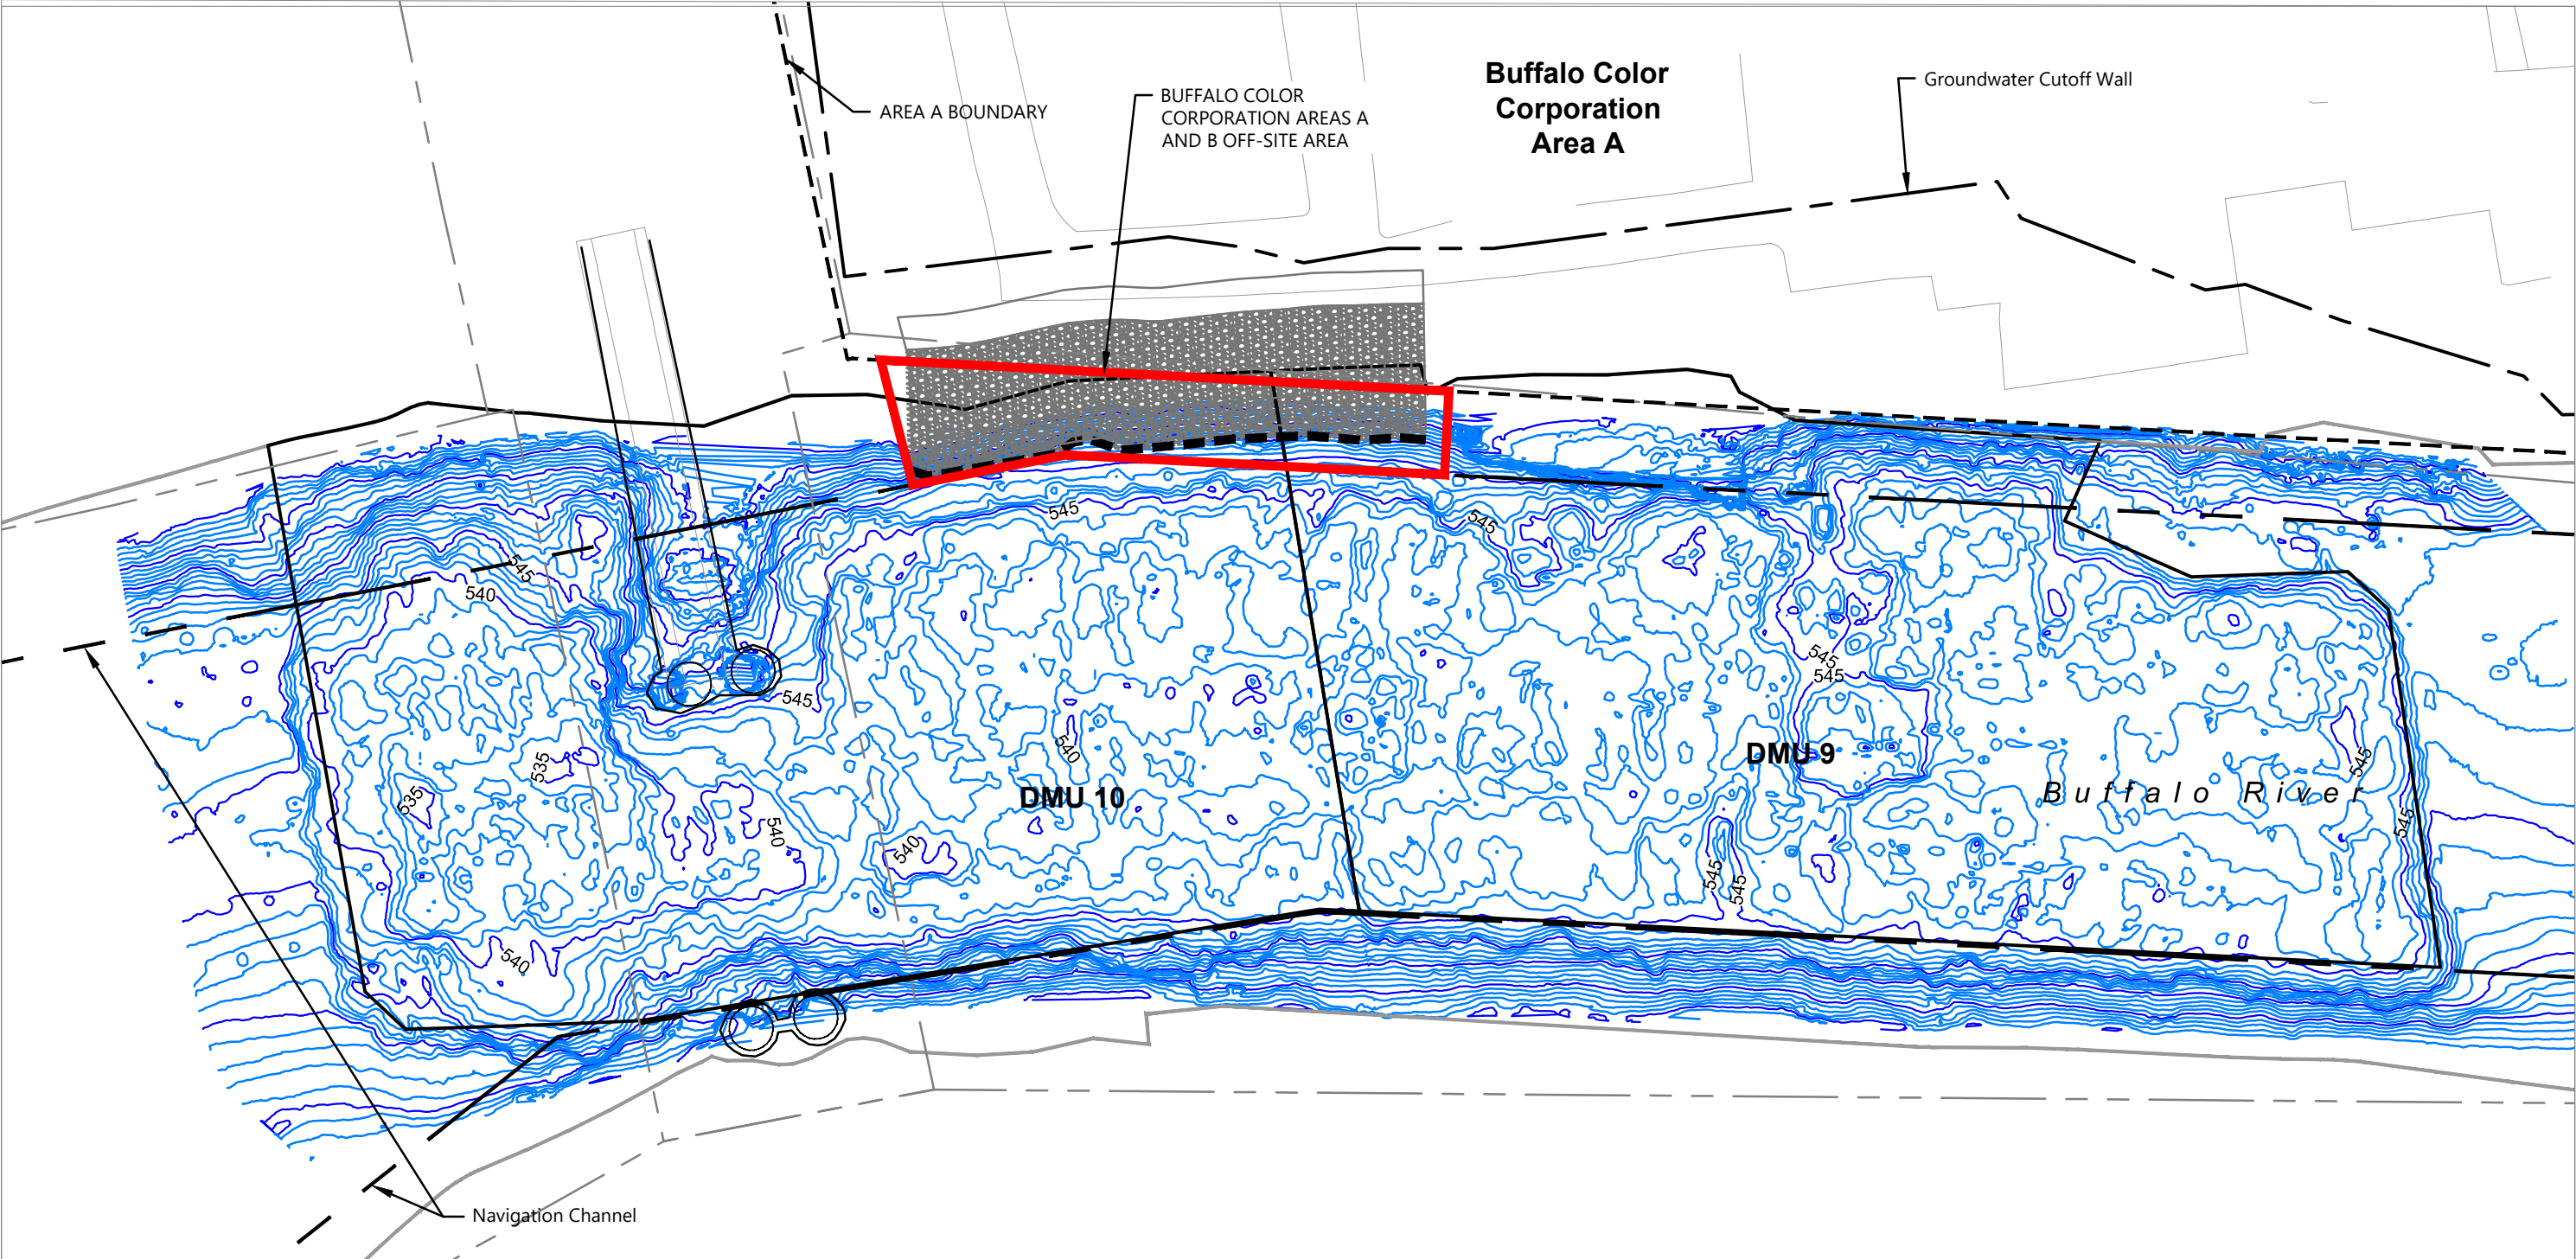 Buffalo Color
Corporation
Area A
Groundwater Cutoff Wall
AREA A BOUNDARY
BUFFALO COLOR
CORPORATION AREAS A
AND B OFF-SITE AREA
545
545
545
540
545
545
545
540
535
535
DMU 9
545
Buffalo River
DMU 10
540
540
545
545
545
540
Navigation Channel